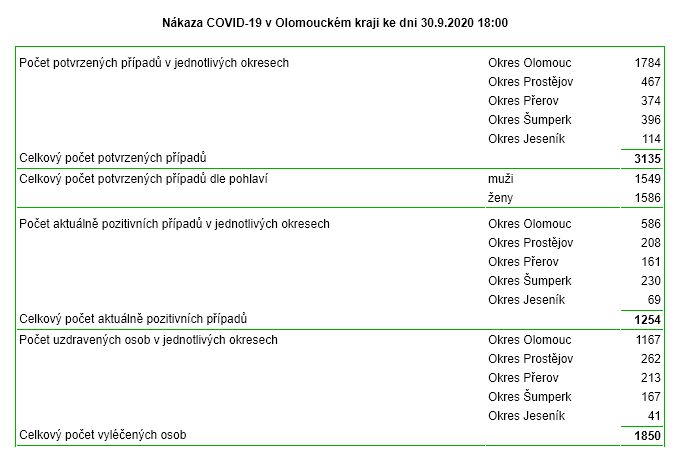 Nákaza COVID-19 v Olomouckém kraji ke dni 30.9.2020 18:00
Počet potvrzených případů v jednotlivých okresech Okres Olomouc 1784
Okres Prostějov 467
Okres Přerov 374
Okres Šumperk 396
Okres Jeseník 114
Celkový počet potvrzených případů 3135
Celkový počet potvrzených případů dle pohlaví muži 1549
ženy 1586
Počet aktuálně pozitivních případů v jednotlivých okresech Okres Olomouc 586
Okres Prostějov 208
Okres Přerov 161
Okres Šumperk 230
Okres Jeseník 69
Celkový počet aktuálně pozitivních případů 1254
Počet uzdravených osob v jednotlivých okresech Okres Olomouc 1167
Okres Prostějov 262
Okres Přerov 213
Okres Šumperk 167
Okres Jeseník 41
Celkový počet vyléčených osob 1850